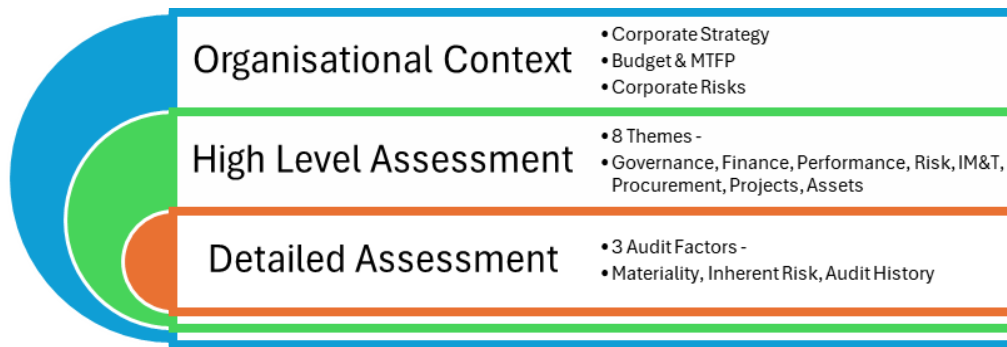 Organisational Context
• Corporate Strategy
• Budget & MTFP
• Corporate Risks
High Level Assessment
• 8 Themes -
• Governance, Finance, Performance, Risk, IM&T,
Procurement, Projects, Assets
Detailed Assessment
• 3 Audit Factors -
• Materiality, Inherent Risk, Audit History